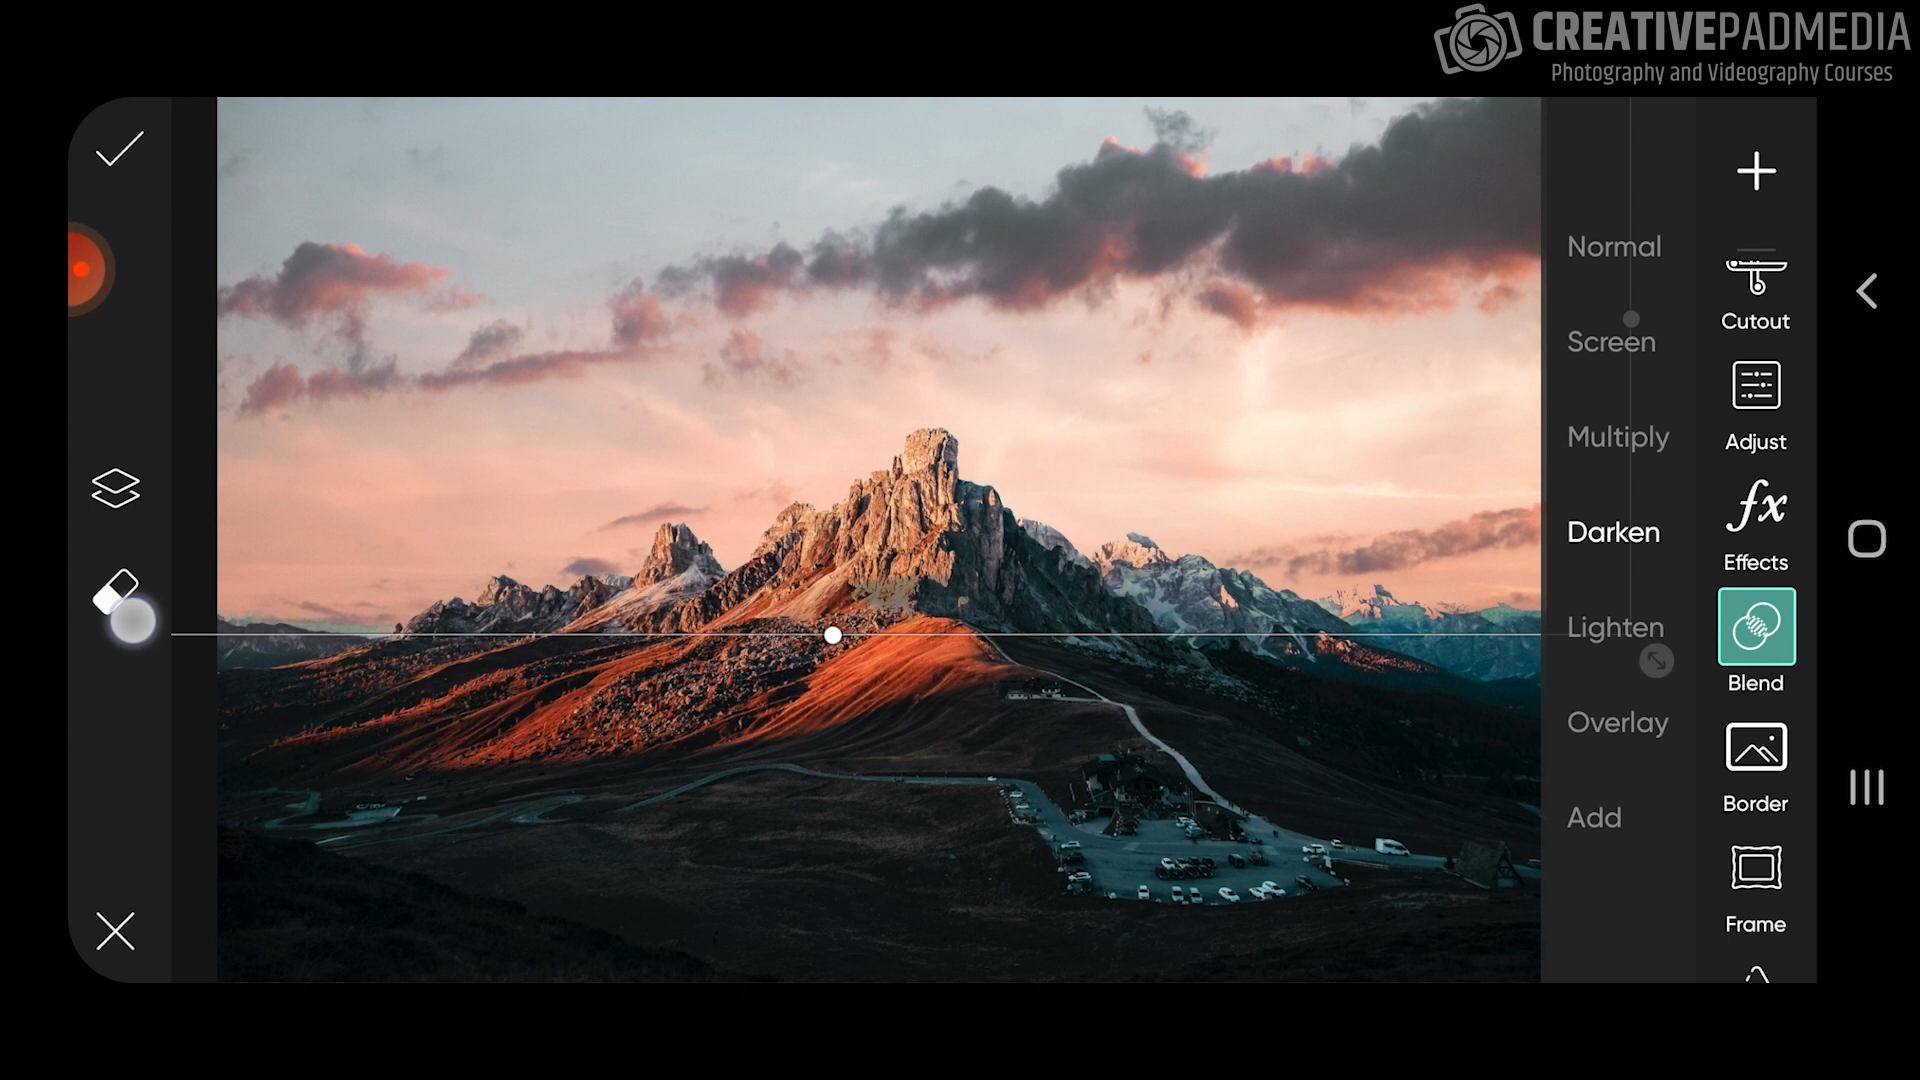 CREATIVEPADMEDIA
Photography and Videography Courses
Normal
Screen
Multiply
Darken
Lighten
Overlay
Add
Cutout
Adjust
fx
Effects
Blend
Border
Frame